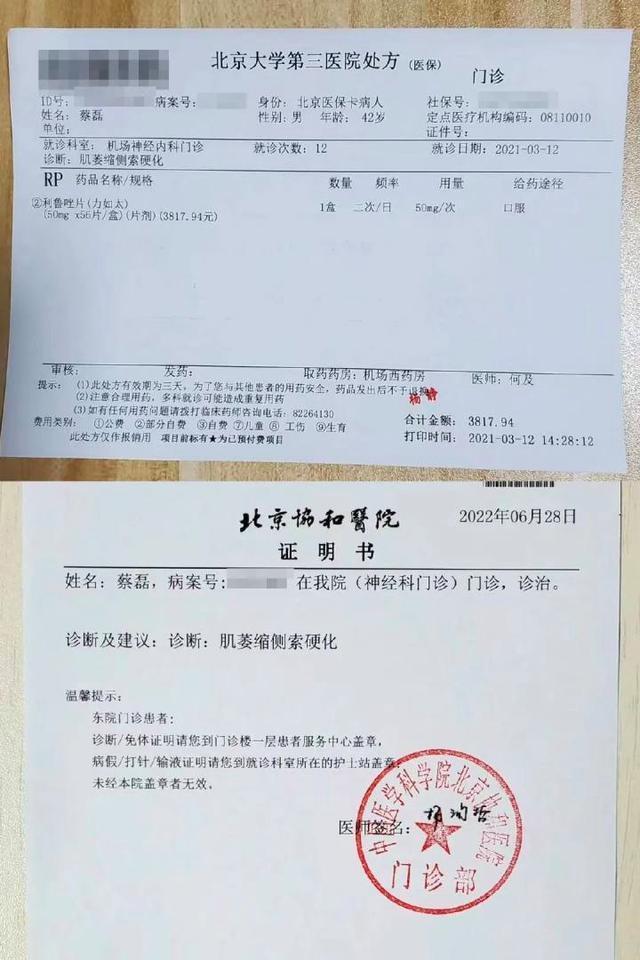 北京大学第三医院处方 (医保)
门诊
ID号: 病案号: 身份: 北京医保卡病人 社保号:
姓名: 蔡磊 性别: 男 年龄: 42岁 定点医疗机构编码: 08110010
单位: 证件号:
就诊科室: 机场神经内科门诊 就诊次数: 12 就诊日期: 2021-03-12
诊断: 肌萎缩侧索硬化
RP 药品名称/规格 数量 频率 用量 给药途径
②利鲁唑片(力如太) 1盒 二次/日 50mg/次 口服
(50mg x56片/盒)(片剂)(3817.94元)
审核: 发药: 取药药房: 机场西药房 医师: 何及
提示: (1)此处方有效期为三天, 为了您与其他患者的用药安全, 药品发出后不予退换
(2)注意合理用药, 多科就诊可能造成重复用药
(3)如有任何用药问题请拨打临床药师咨询电话: 82264130
费用类别: ①公费 ②部分自费 ③自费 ⑦儿童 ⑧ 工伤 ⑨生育 合计金额: 3817.94
此处方仅作报销用 项目前标有★为已预付费项目 打印时间: 2021-03-12 14:28:12
北京協和醫院 2022年06月28日
证明书
姓名: 蔡磊, 病案号: 在我院(神经科门诊)门诊, 诊治。
诊断及建议: 诊断: 肌萎缩侧索硬化
温馨提示:
东院门诊患者:
诊断/免体证明请您到门诊楼一层患者服务中心盖章,
病假/打针/输液证明请您到就诊科室所在的护士站盖章;
未经本院盖章者无效。
医师签名:
中国医学科学院北京协和医院
门诊部